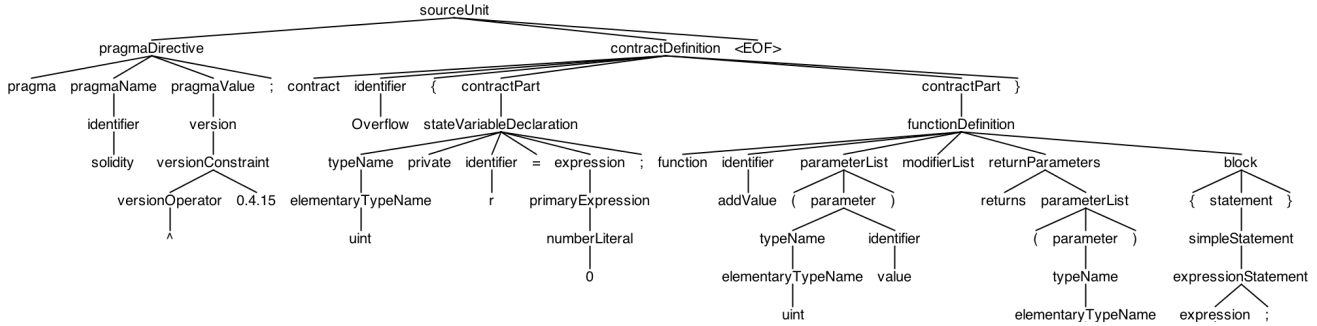 sourceUnit
pragmaDirective contractDefinition <EOF>
pragma pragmaName pragmaValue ; contract identifier { contractPart contractPart }
identifier version Overflow stateVariableDeclaration functionDefinition
solidity versionConstraint typeName private identifier = expression ; function identifier parameterList modifierList returnParameters block
versionOperator 0.4.15 elementaryTypeName r primaryExpression addValue ( parameter ) returns parameterList { statement }
^ uint numberLiteral typeName identifier ( parameter ) simpleStatement
0 elementaryTypeName value typeName expressionStatement
uint elementaryTypeName expression ;